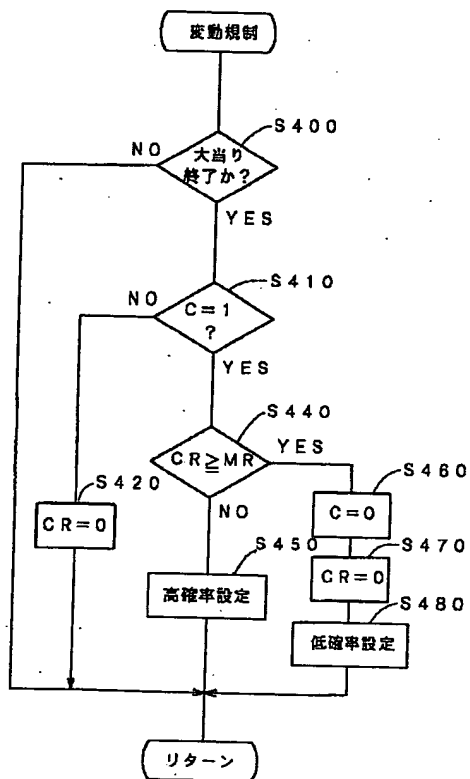 変動規制
S400
NO
大当り
終了か?
YES
S410
NO
C=1
?
YES
S440
CR≧MR
YES
S460
S420
NO
C=0
CR=0
S450
S470
高確率設定
CR=0
S480
低確率設定
リターン